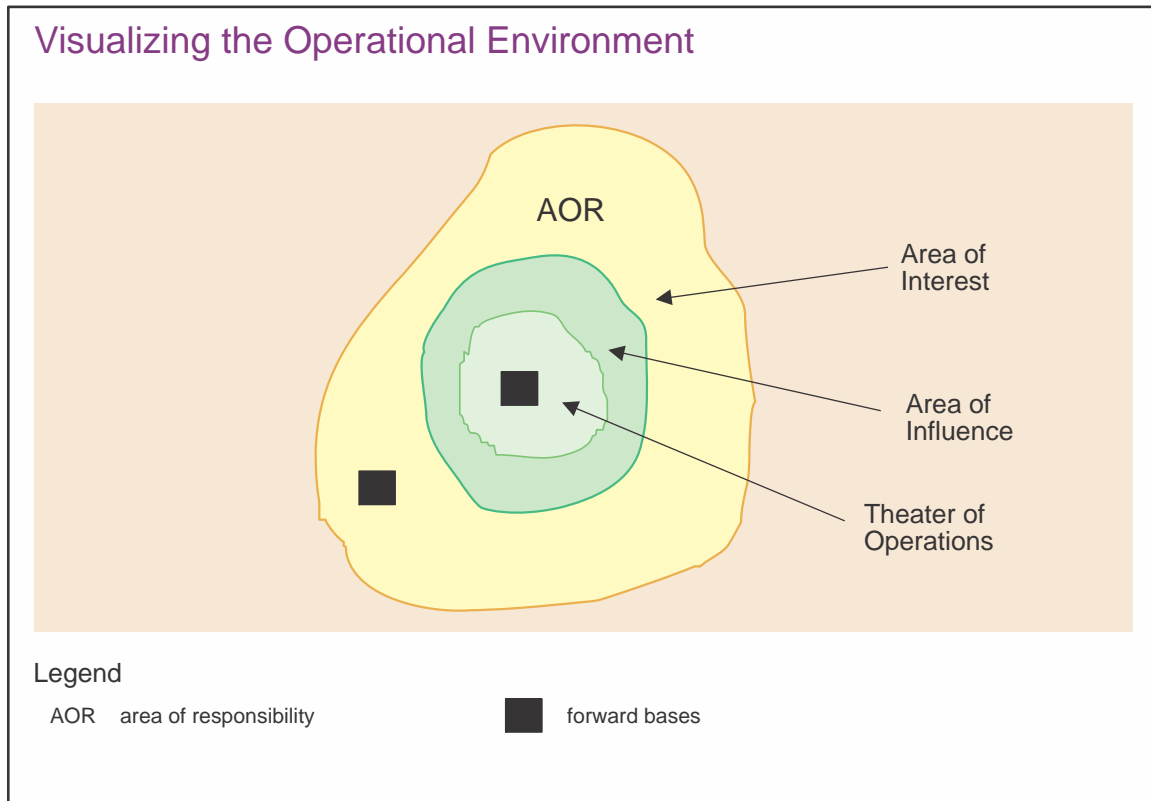 Visualizing the Operational Environment
AOR
Area of
Interest
Area of
Influence
Theater of
Operations
Legend
AOR area of responsibility
forward bases